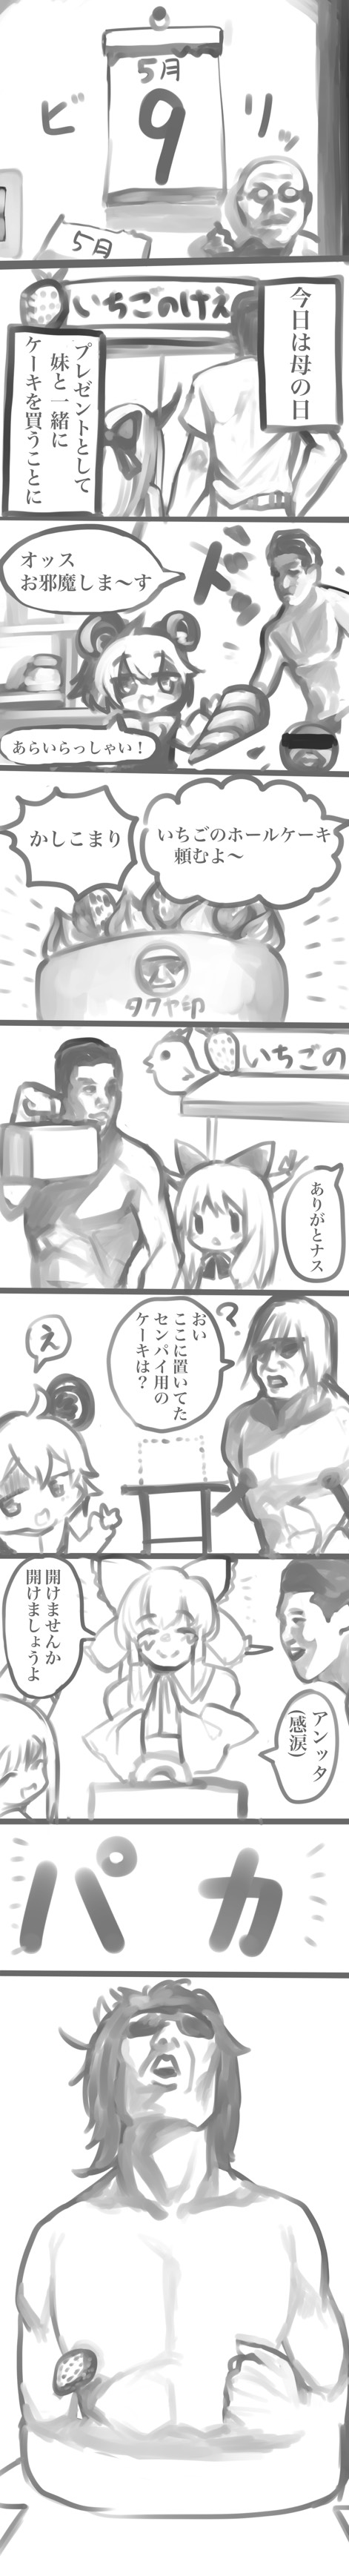 5月
9
ビリッ
5月
いちごのけえ
今日は母の日
プレゼントとして
妹と一緒に
ケーキを買うことに
オッス
お邪魔しま〜す
あらいらっしゃい!
いちごのホールケーキ
頼むよ〜
かしこまり
タクヤ印
いちごの
ありがとナス
おい
ここに置いてた
センパイ用の
ケーキは?
?
え
アンッタ
(感涙)
開けませんか
開けましょうよ
パカ